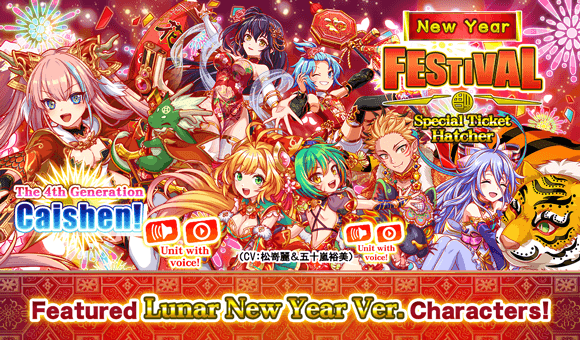 New Year
FESTIVAL
Special Ticket
Hatcher
The 4th Generation
Caishen!
Unit with
voice!
(CV:松嵜麗&五十嵐裕美)
Unit with
voice!
Featured Lunar New Year Ver. Characters!